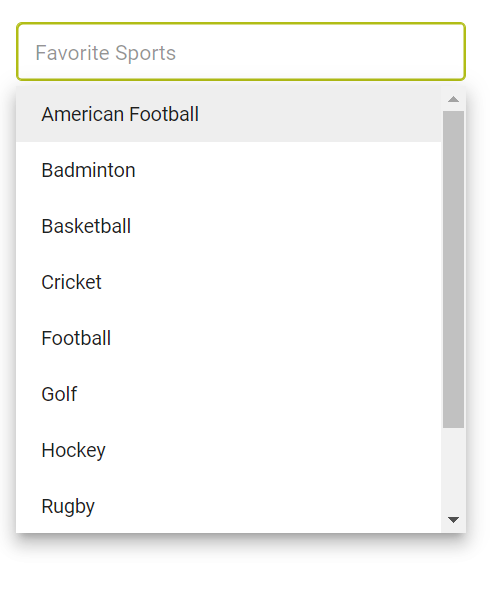 Favorite Sports
American Football
Badminton
Basketball
Cricket
Football
Golf
Hockey
Rugby